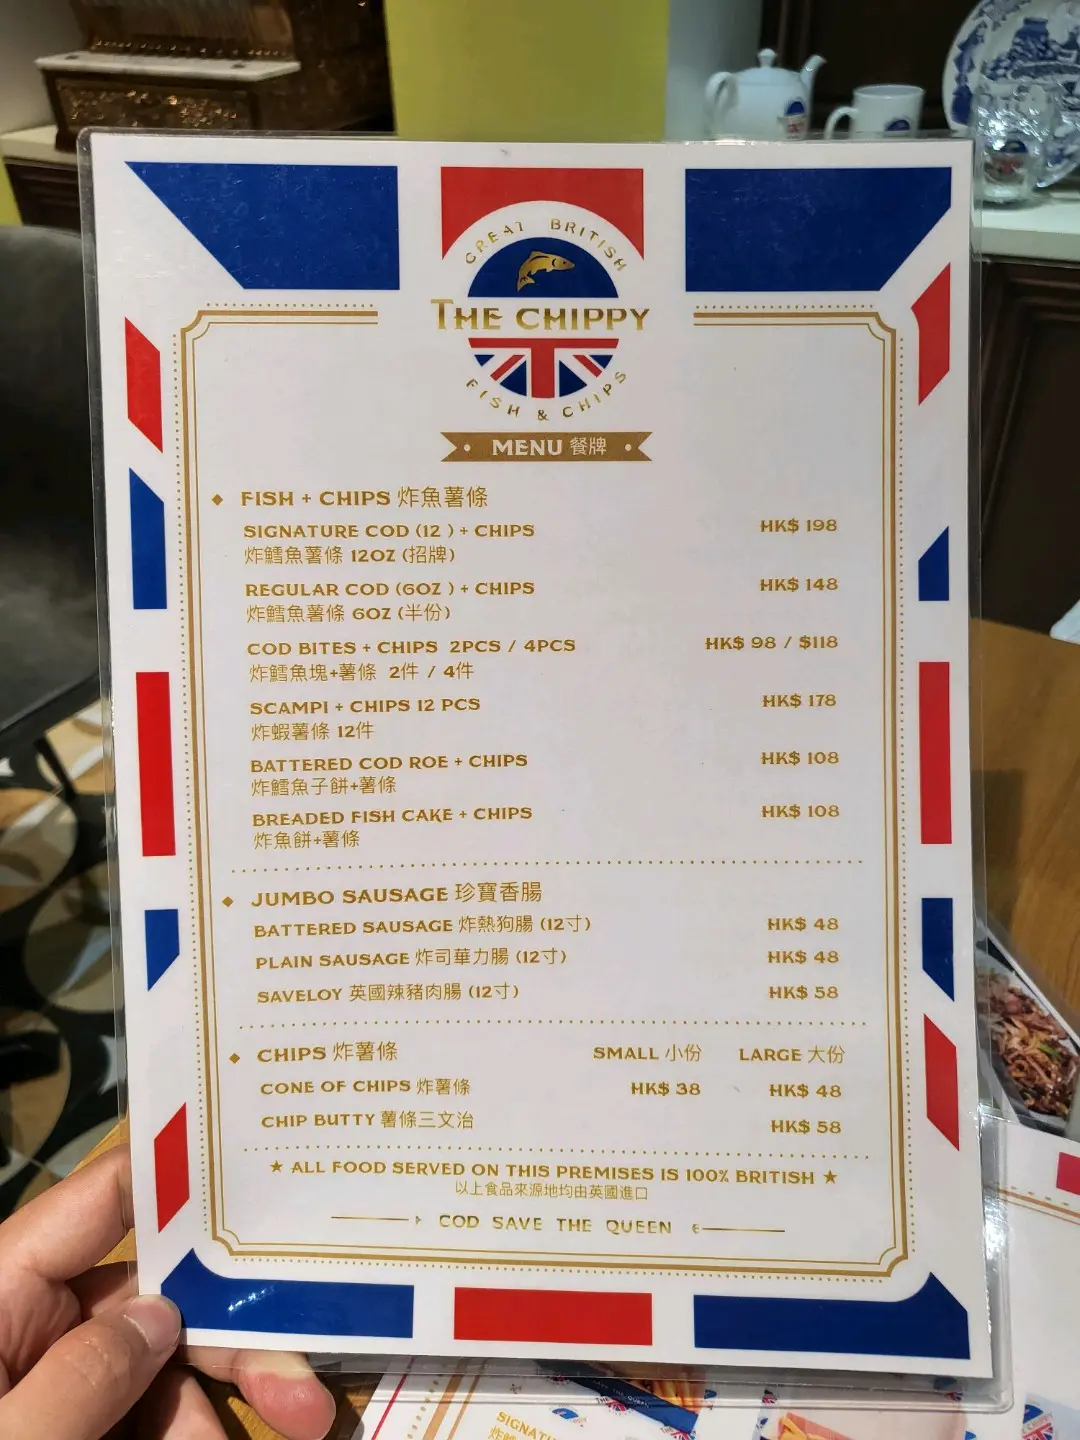 GREAT BRITISH
THE CHIPPY
FISH & CHIPS
MENU 餐牌
FISH + CHIPS 炸魚薯條
SIGNATURE COD (12 ) + CHIPS HK$ 198
炸鱈魚薯條 12OZ (招牌)
REGULAR COD (6OZ ) + CHIPS HK$ 148
炸鱈魚薯條 6OZ (半份)
COD BITES + CHIPS 2PCS / 4PCS HK$ 98 / $118
炸鱈魚塊+薯條 2件 / 4件
SCAMPI + CHIPS 12 PCS HK$ 178
炸蝦薯條 12件
BATTERED COD ROE + CHIPS HK$ 108
炸鱈魚子餅+薯條
BREADED FISH CAKE + CHIPS HK$ 108
炸魚餅+薯條
JUMBO SAUSAGE 珍寶香腸
BATTERED SAUSAGE 炸熱狗腸 (12寸) HK$ 48
PLAIN SAUSAGE 炸司華力腸 (12寸) HK$ 48
SAVELOY 英國辣豬肉腸 (12寸) HK$ 58
CHIPS 炸薯條 SMALL 小份 LARGE 大份
CONE OF CHIPS 炸薯條 HK$ 38 HK$ 48
CHIP BUTTY 薯條三文治 HK$ 58
★ ALL FOOD SERVED ON THIS PREMISES IS 100% BRITISH ★
以上食品來源地均由英國進口
COD SAVE THE QUEEN
SIGNATU
THE CHIPPY